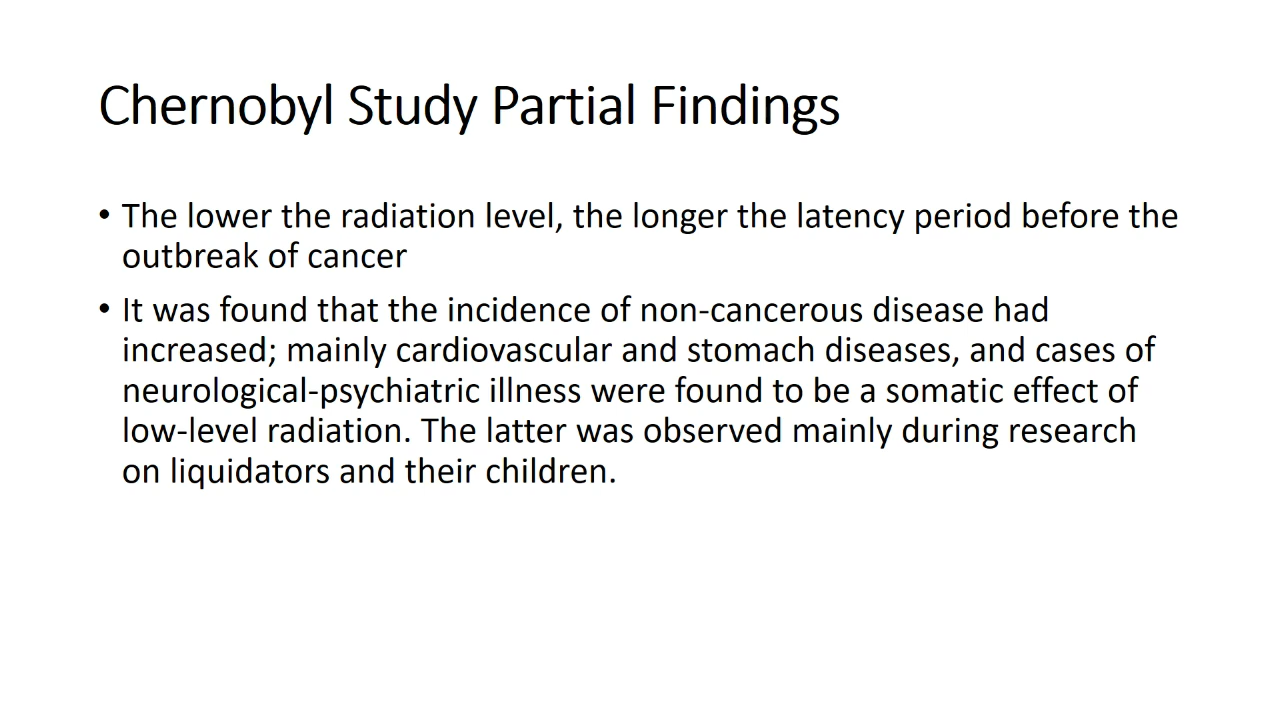 Chernobyl Study Partial Findings
• The lower the radiation level, the longer the latency period before the
outbreak of cancer
• It was found that the incidence of non-cancerous disease had
increased; mainly cardiovascular and stomach diseases, and cases of
neurological-psychiatric illness were found to be a somatic effect of
low-level radiation. The latter was observed mainly during research
on liquidators and their children.